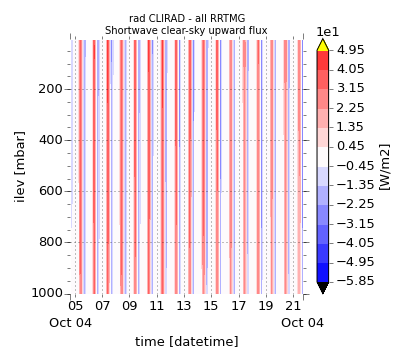 rad CLIRAD - all RRTMG
Shortwave clear-sky upward flux
1e1
4.95
4.05
3.15
2.25
1.35
0.45
−0.45
−1.35
−2.25
−3.15
−4.05
−4.95
−5.85
[W/m2]
200
400
600
800
1000
ilev [mbar]
05 07 09 11 13 15 17 19 21
Oct 04 Oct 04
time [datetime]